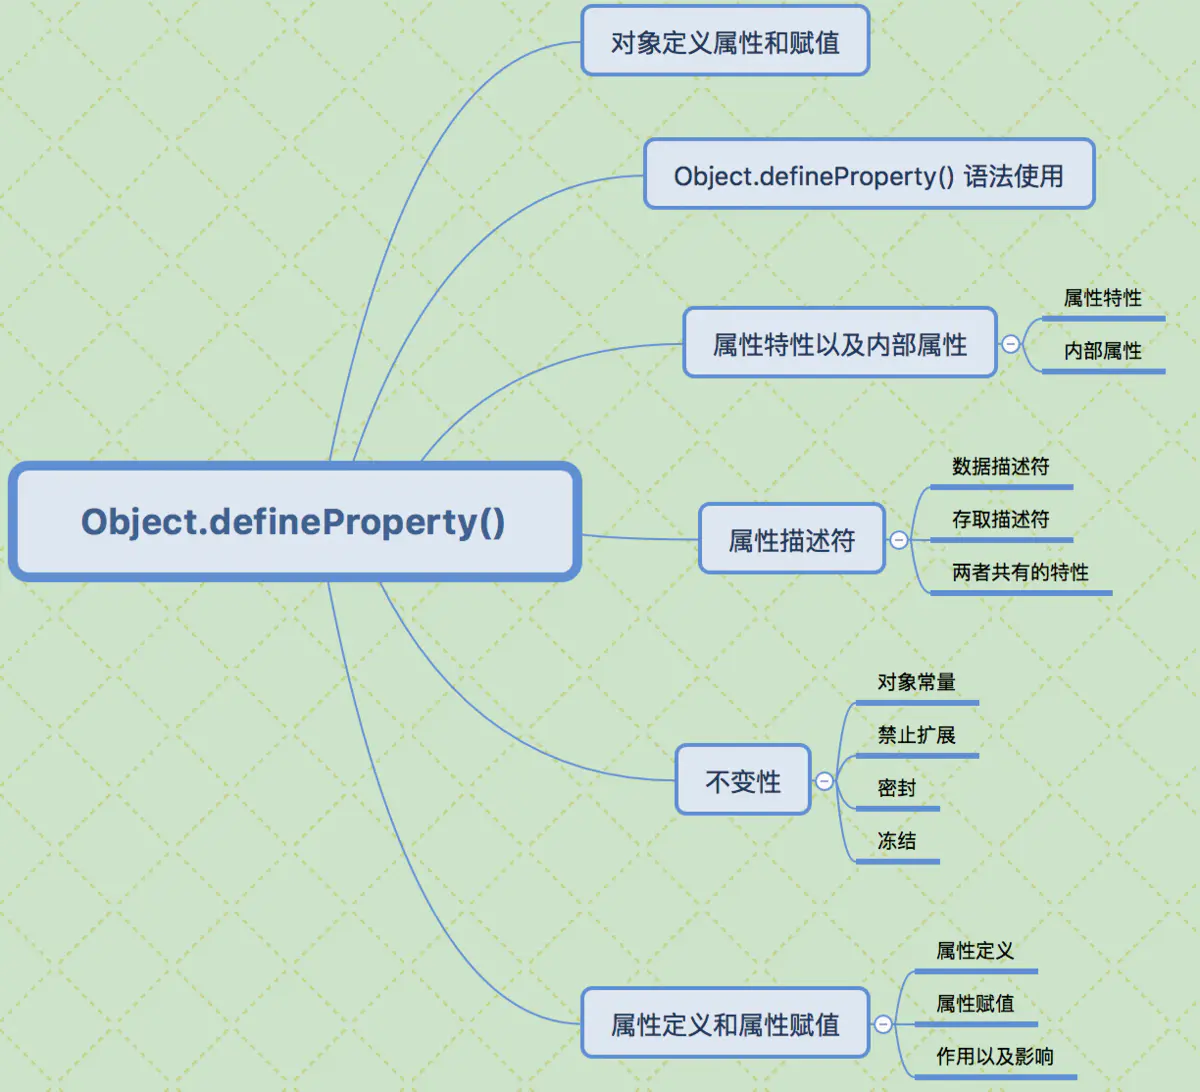 对象定义属性和赋值
Object.defineProperty() 语法使用
属性特性以及内部属性
属性特性
内部属性
Object.defineProperty()
属性描述符
数据描述符
存取描述符
两者共有的特性
不变性
对象常量
禁止扩展
密封
冻结
属性定义和属性赋值
属性定义
属性赋值
作用以及影响